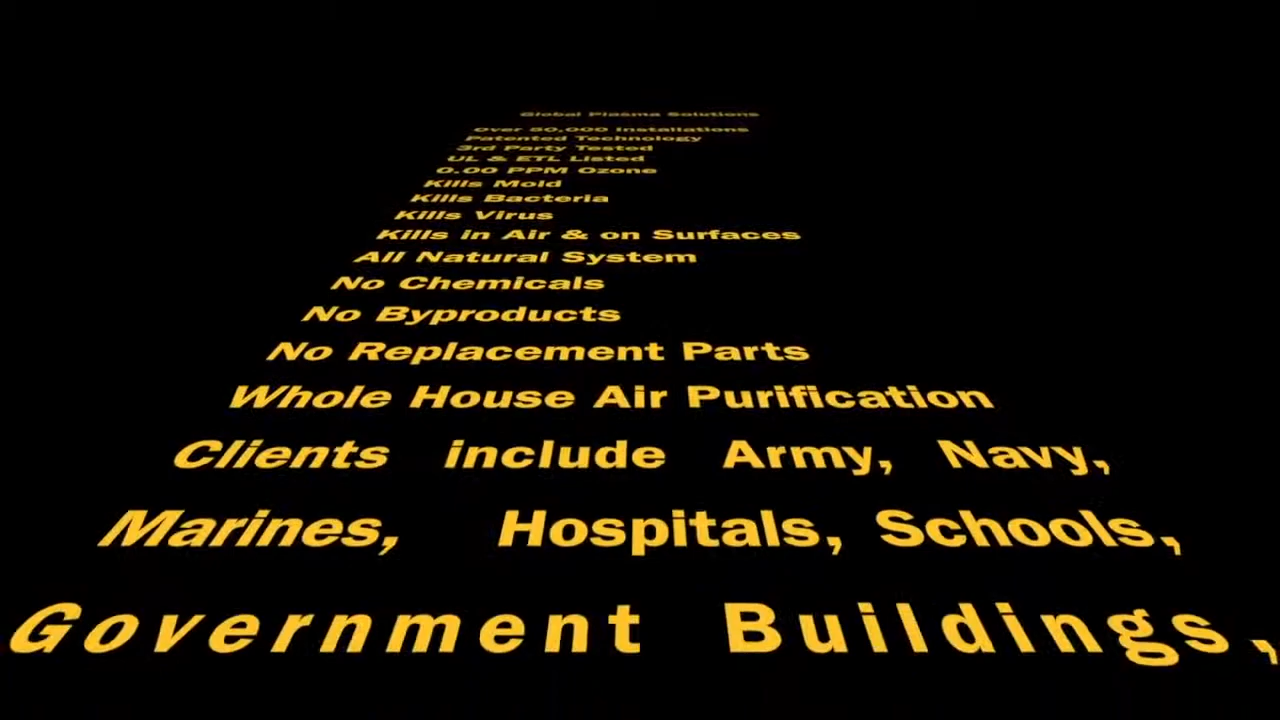 Global Plasma Solutions
Over 50,000 Installations
Patented Technology
3rd Party Tested
UL & ETL Listed
0.00 PPM Ozone
Kills Mold
Kills Bacteria
Kills Virus
Kills in Air & on Surfaces
All Natural System
No Chemicals
No Byproducts
No Replacement Parts
Whole House Air Purification
Clients include Army, Navy,
Marines, Hospitals, Schools,
Government Buildings,